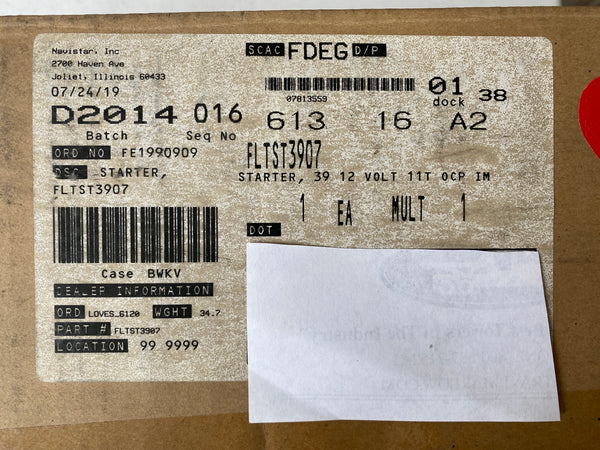 Navistar, Inc
2700 Haven Ave
Joliet, Illinois 60433
07/24/19
D2014 016
Batch Seq No
ORD NO FE1990909
DSC STARTER,
FLTST3907
Case BWKV
DEALER INFORMATION
ORD LOVES_6120 WGHT 34.7
PART # FLTST3907
LOCATION 99 9999
SCAC FDEG D/P
07813559
01 38
dock
613 16 A2
FLTST3907
STARTER, 39 12 VOLT 11T OCP IM
1 EA MULT 1
DOT